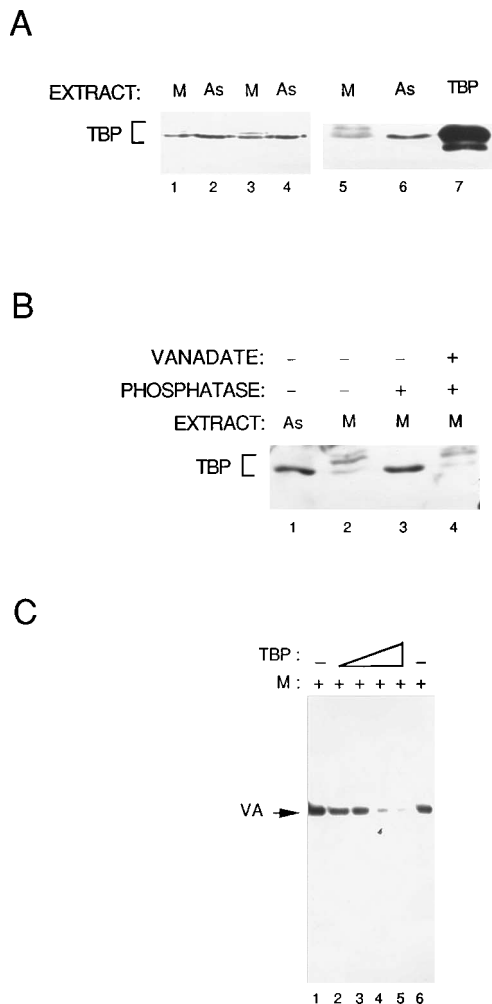 A
EXTRACT: M As M As M As TBP
TBP
1 2 3 4 5 6 7
B
VANADATE: – – – +
PHOSPHATASE: – – + +
EXTRACT: As M M M
TBP
1 2 3 4
C
TBP : – –
M : + + + + + +
VA
1 2 3 4 5 6